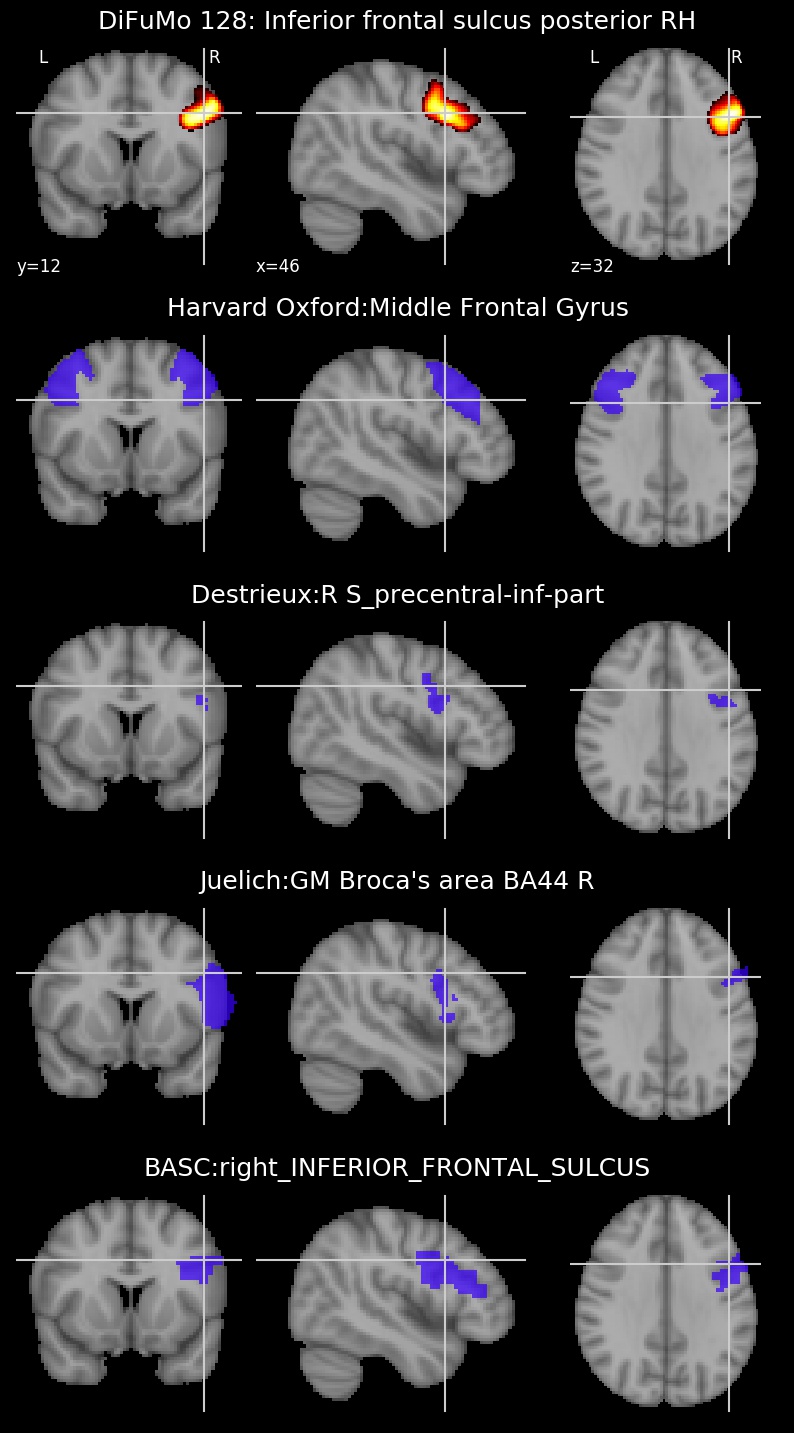 DiFuMo 128: Inferior frontal sulcus posterior RH
L R L R
y=12 x=46 z=32
Harvard Oxford:Middle Frontal Gyrus
Destrieux:R S_precentral-inf-part
Juelich:GM Broca's area BA44 R
BASC:right_INFERIOR_FRONTAL_SULCUS